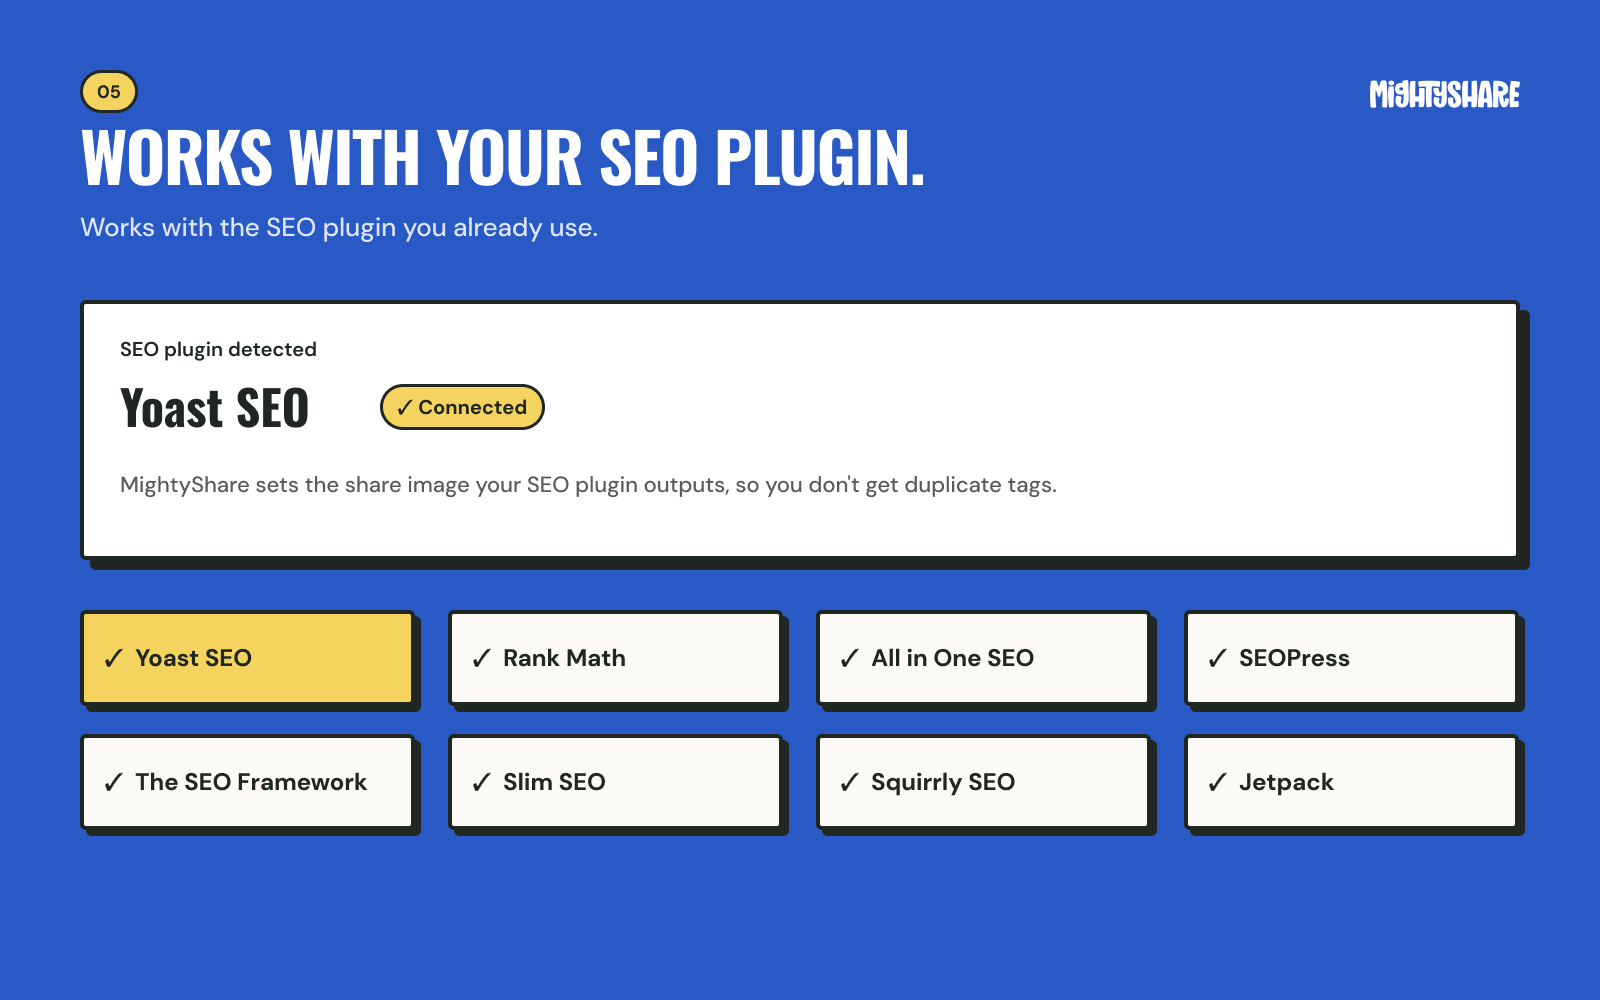 05
MIGHTYSHARE
WORKS WITH YOUR SEO PLUGIN.
Works with the SEO plugin you already use.
SEO plugin detected
Yoast SEO
✓ Connected
MightyShare sets the share image your SEO plugin outputs, so you don't get duplicate tags.
✓ Yoast SEO
✓ Rank Math
✓ All in One SEO
✓ SEOPress
✓ The SEO Framework
✓ Slim SEO
✓ Squirrly SEO
✓ Jetpack